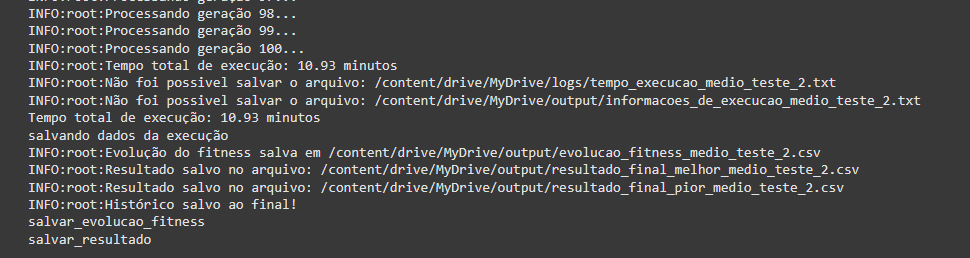 INFO:root:Processando geração 98...
INFO:root:Processando geração 99...
INFO:root:Processando geração 100...
INFO:root:Tempo total de execução: 10.93 minutos
INFO:root:Não foi possivel salvar o arquivo: /content/drive/MyDrive/logs/tempo_execucao_medio_teste_2.txt
INFO:root:Não foi possivel salvar o arquivo: /content/drive/MyDrive/output/informacoes_de_execucao_medio_teste_2.txt
Tempo total de execução: 10.93 minutos
salvando dados da execução
INFO:root:Evolução do fitness salva em /content/drive/MyDrive/output/evolucao_fitness_medio_teste_2.csv
INFO:root:Resultado salvo no arquivo: /content/drive/MyDrive/output/resultado_final_melhor_medio_teste_2.csv
INFO:root:Resultado salvo no arquivo: /content/drive/MyDrive/output/resultado_final_pior_medio_teste_2.csv
INFO:root:Histórico salvo ao final!
salvar_evolucao_fitness
salvar_resultado